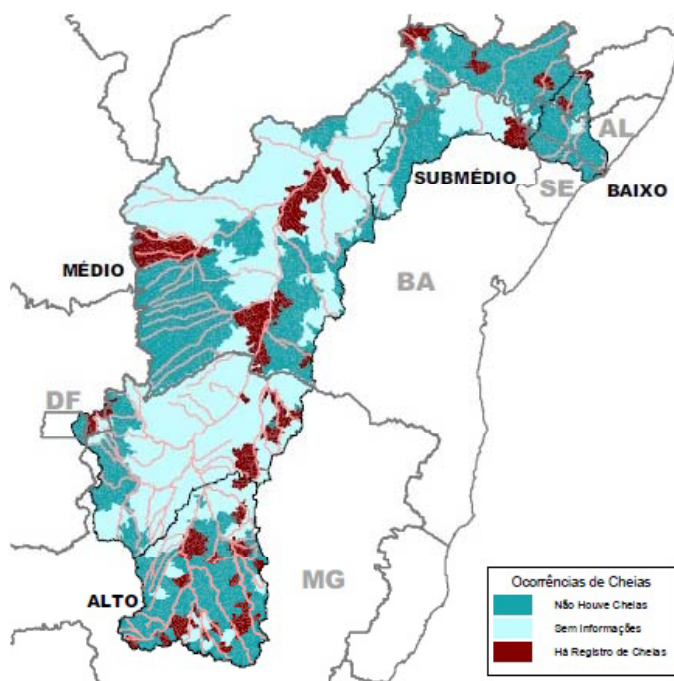 AL
SUBMÉDIO
SE
BAIXO
MÉDIO
BA
DF
MG
ALTO
Ocorrências de Cheias
Não Houve Cheias
Sem Informações
Há Registro de Cheias